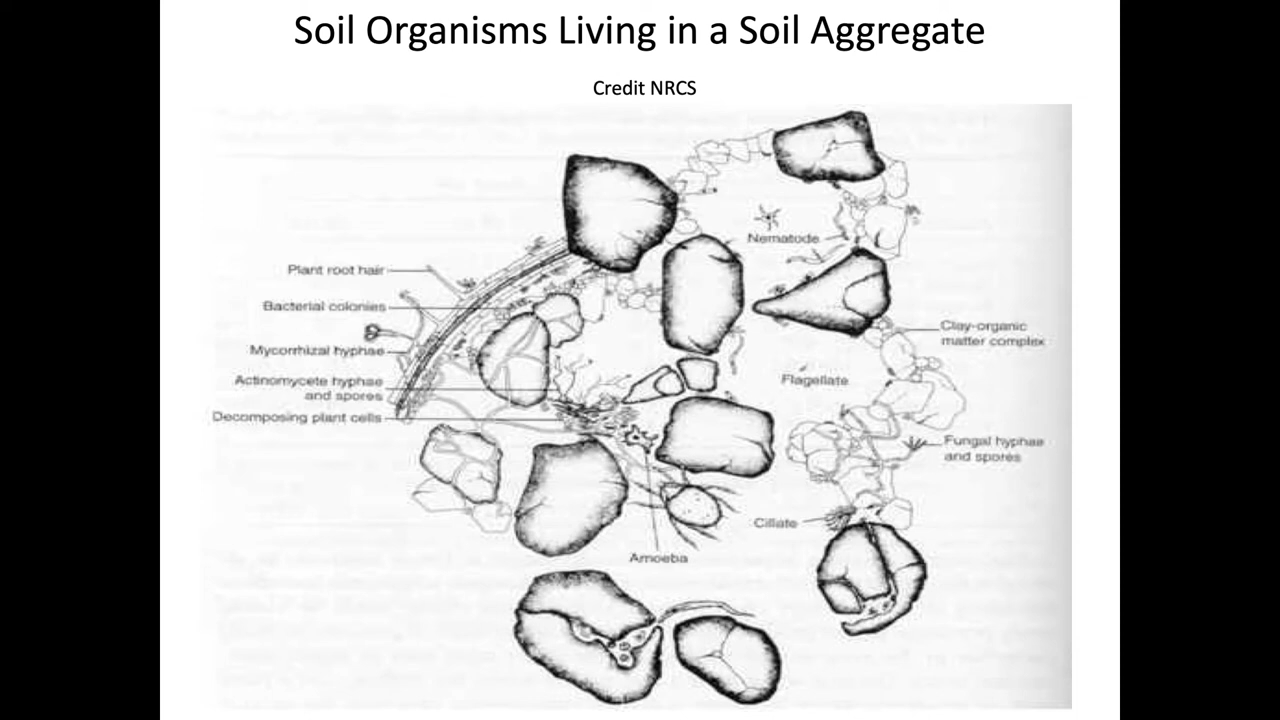 Soil Organisms Living in a Soil Aggregate
Credit NRCS
Nematode
Plant root hair
Bacterial colonies
Mycorrhizal hyphae
Actinomycete hyphae
and spores
Decomposing plant cells
Clay-organic
matter complex
Flagellate
Fungal hyphae
and spores
Ciliate
Amoeba